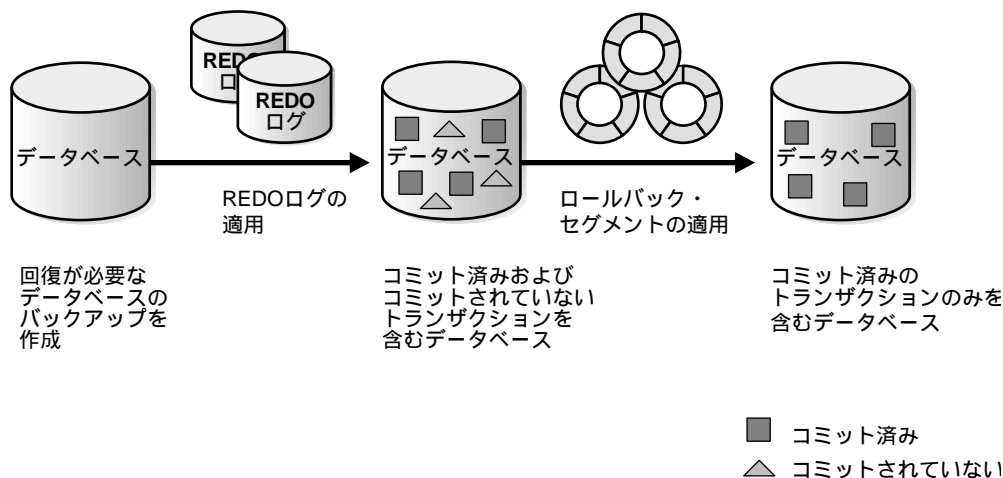 REDO
ロ
REDO
ログ
データベース
REDOログの
適用
データベース
ロールバック・
セグメントの適用
データベース
回復が必要な
データベースの
バックアップを
作成
コミット済みおよび
コミットされていない
トランザクションを
含むデータベース
コミット済みの
トランザクションのみを
含むデータベース
コミット済み
コミットされていない